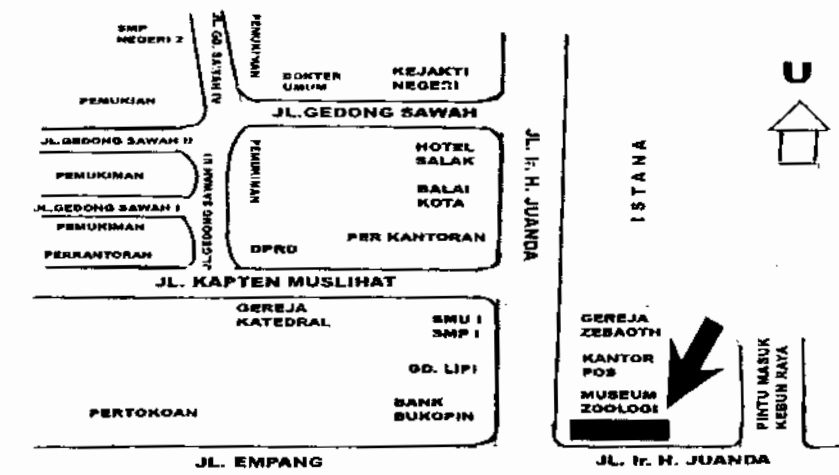 SMP
NEGERI 2
JL. GD. SAWAH IV
PEMUKIMAN
DOKTER
UMUM
KEJAKTI
NEGERI
PEMUKIAN
JL.GEDONG SAWAH
U
JL.GEDONG SAWAH II
PEMUKIMAN
JL.GEDONG SAWAH III
PEMUKIMAN
HOTEL
SALAK
BALAI
KOTA
JL. Ir. H. JUANDA
ISTANA
JL.GEDONG SAWAH I
PEMUKIMAN
PERKANTORAN
DPRD
PER KANTORAN
JL. KAPTEN MUSLIHAT
GEREJA
KATEDRAL
SMU I
SMP I
GD. LIPI
BANK
BUKOPIN
PERTOKOAN
GEREJA
ZEBAOTH
KANTOR
POS
MUSEUM
ZOOLOGI
PINTU MASUK
KEBUN RAYA
JL. EMPANG
JL. Ir. H. JUANDA